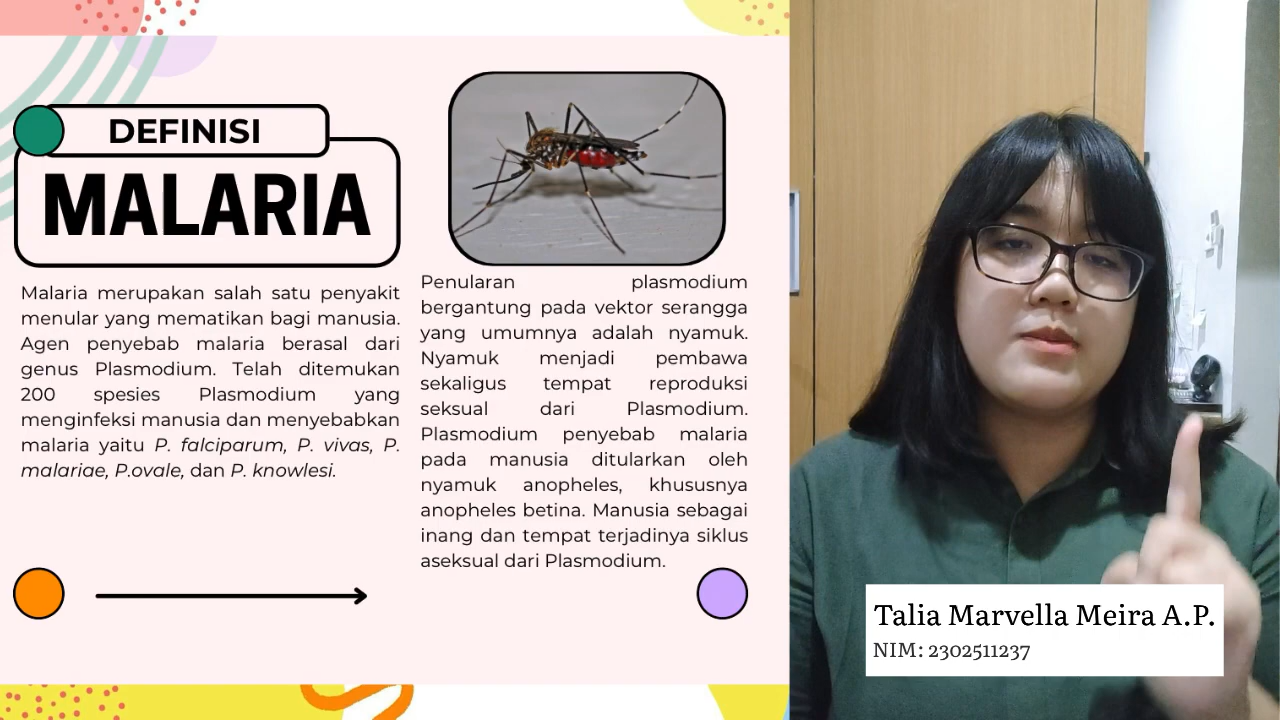 DEFINISI
MALARIA
Malaria merupakan salah satu penyakit
menular yang mematikan bagi manusia.
Agen penyebab malaria berasal dari
genus Plasmodium. Telah ditemukan
200 spesies Plasmodium yang
menginfeksi manusia dan menyebabkan
malaria yaitu P. falciparum, P. vivas, P.
malariae, P.ovale, dan P. knowlesi.
Penularan plasmodium
bergantung pada vektor serangga
yang umumnya adalah nyamuk.
Nyamuk menjadi pembawa
sekaligus tempat reproduksi
seksual dari Plasmodium.
Plasmodium penyebab malaria
pada manusia ditularkan oleh
nyamuk anopheles, khususnya
anopheles betina. Manusia sebagai
inang dan tempat terjadinya siklus
aseksual dari Plasmodium.
Talia Marvella Meira A.P.
NIM: 2302511237